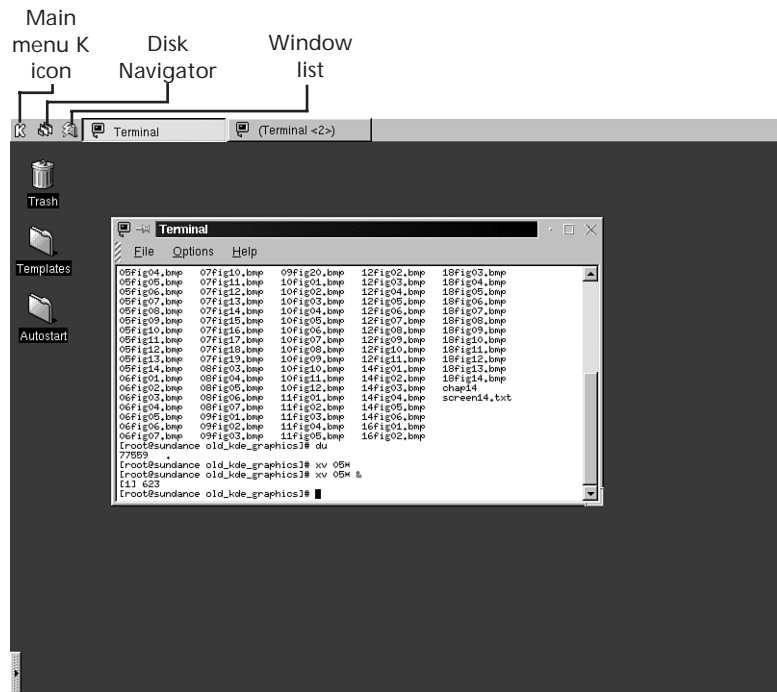 Main
menu K
icon
Disk
Navigator
Window
list
K
Terminal
(Terminal <2>)
Trash
Templates
Autostart
Terminal
File Options Help
05fig04.bmp 07fig10.bmp 09fig20.bmp 12fig02.bmp 18fig03.bmp
05fig06.bmp 07fig11.bmp 10fig01.bmp 12fig03.bmp 18fig04.bmp
05fig06.bmp 07fig12.bmp 10fig02.bmp 12fig04.bmp 18fig05.bmp
05fig07.bmp 07fig13.bmp 10fig03.bmp 12fig05.bmp 18fig06.bmp
05fig08.bmp 07fig14.bmp 10fig04.bmp 12fig06.bmp 18fig07.bmp
05fig09.bmp 07fig15.bmp 10fig05.bmp 12fig07.bmp 18fig08.bmp
05fig10.bmp 07fig16.bmp 10fig06.bmp 12fig08.bmp 18fig09.bmp
05fig11.bmp 07fig17.bmp 10fig07.bmp 12fig09.bmp 18fig10.bmp
05fig12.bmp 07fig18.bmp 10fig08.bmp 12fig10.bmp 18fig11.bmp
05fig13.bmp 07fig19.bmp 10fig09.bmp 12fig11.bmp 18fig12.bmp
05fig14.bmp 08fig03.bmp 10fig10.bmp 14fig01.bmp 18fig13.bmp
06fig01.bmp 08fig04.bmp 10fig11.bmp 14fig02.bmp 18fig14.bmp
06fig02.bmp 08fig05.bmp 10fig12.bmp 14fig03.bmp chap14
06fig03.bmp 08fig06.bmp 11fig01.bmp 14fig04.bmp screen14.txt
06fig04.bmp 08fig07.bmp 11fig02.bmp 14fig05.bmp
06fig05.bmp 09fig01.bmp 11fig03.bmp 14fig06.bmp
06fig06.bmp 09fig02.bmp 11fig04.bmp 16fig01.bmp
06fig07.bmp 09fig03.bmp 11fig05.bmp 16fig02.bmp
[root@sundance old_kde_graphics]# du
77559 .
[root@sundance old_kde_graphics]# xv 05*
[root@sundance old_kde_graphics]# xv 05* &
[1] 623
[root@sundance old_kde_graphics]#